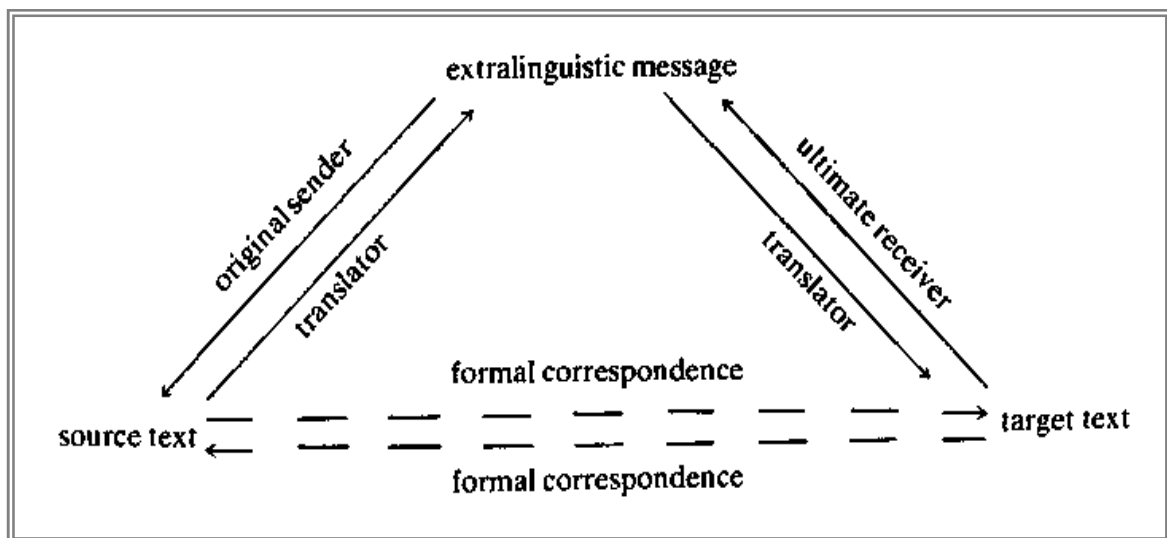 extralinguistic message
original sender
translator
ultimate receiver
translator
formal correspondence
source text
target text
formal correspondence